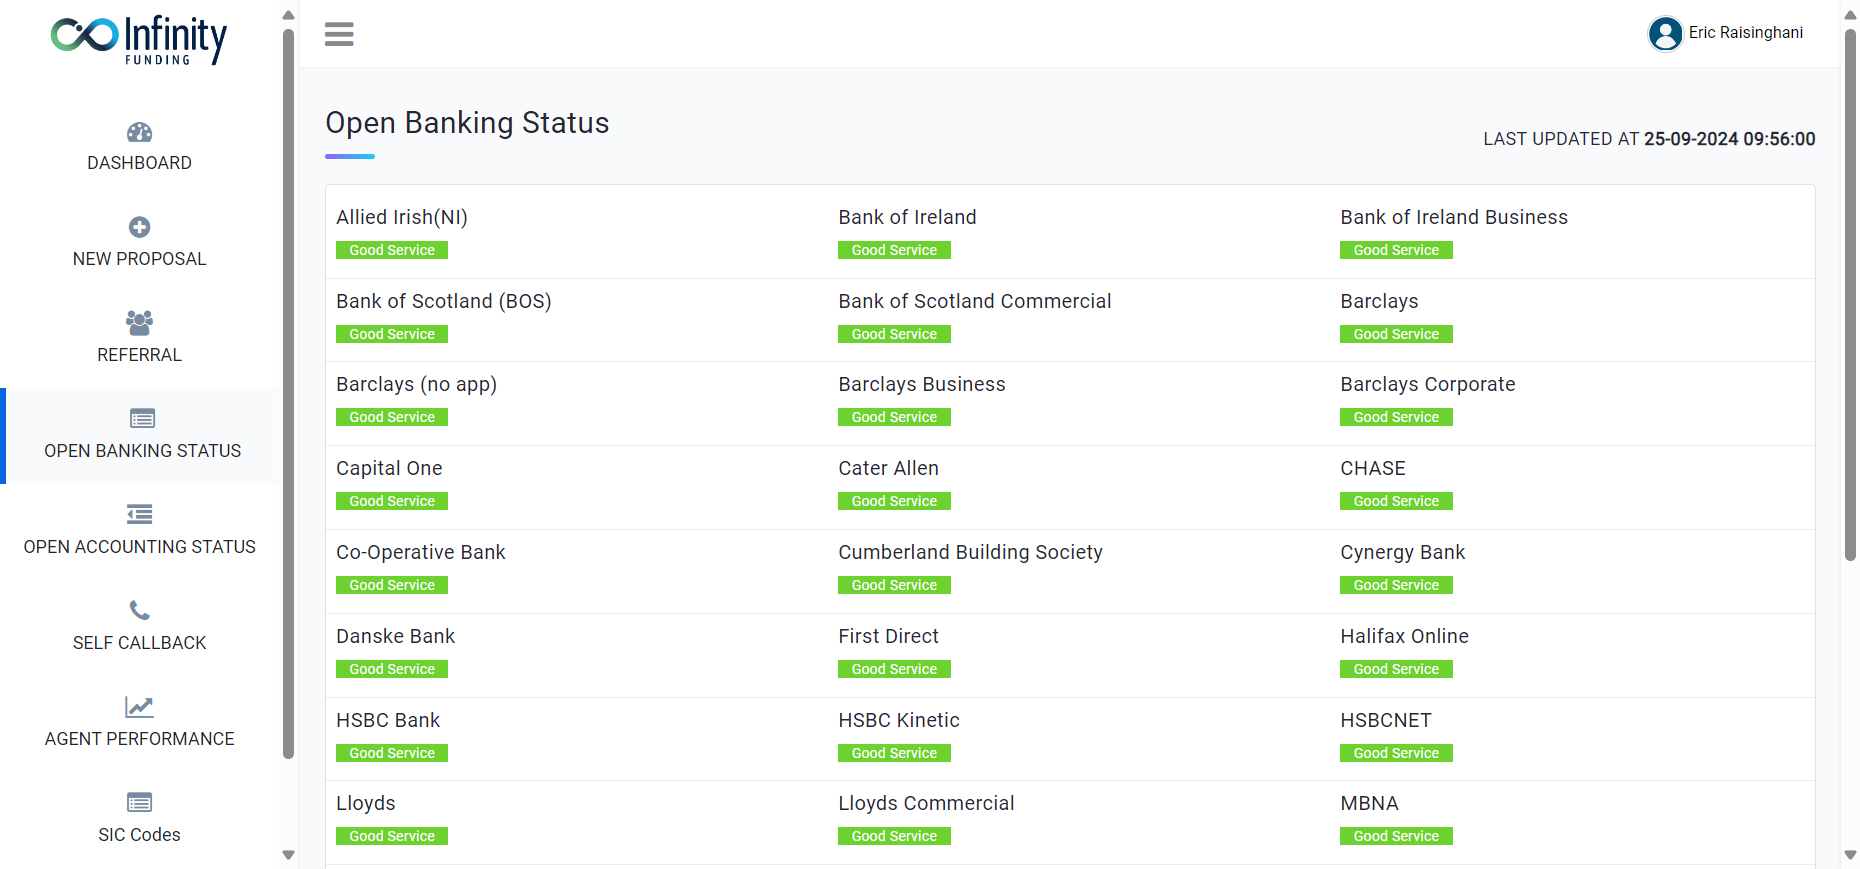 Infinity
FUNDING
Eric Raisinghani
DASHBOARD
NEW PROPOSAL
REFERRAL
OPEN BANKING STATUS
OPEN ACCOUNTING STATUS
SELF CALLBACK
AGENT PERFORMANCE
SIC Codes
Open Banking Status
LAST UPDATED AT 25-09-2024 09:56:00
Allied Irish(NI) Bank of Ireland Bank of Ireland Business
Good Service Good Service Good Service
Bank of Scotland (BOS) Bank of Scotland Commercial Barclays
Good Service Good Service Good Service
Barclays (no app) Barclays Business Barclays Corporate
Good Service Good Service Good Service
Capital One Cater Allen CHASE
Good Service Good Service Good Service
Co-Operative Bank Cumberland Building Society Cynergy Bank
Good Service Good Service Good Service
Danske Bank First Direct Halifax Online
Good Service Good Service Good Service
HSBC Bank HSBC Kinetic HSBCNET
Good Service Good Service Good Service
Lloyds Lloyds Commercial MBNA
Good Service Good Service Good Service